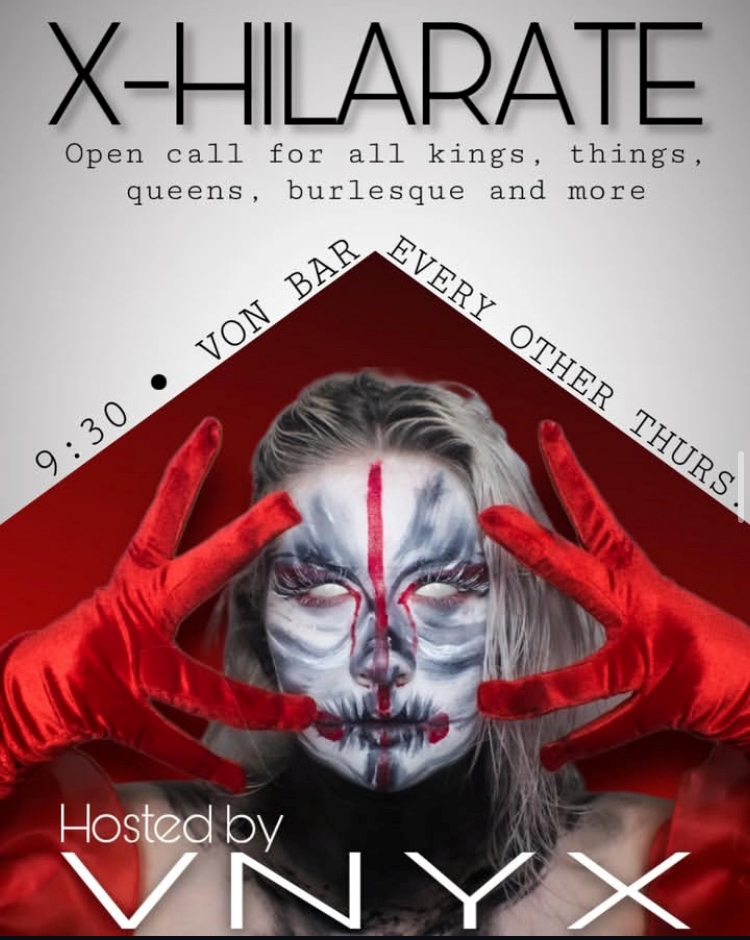 X-HILARATE
Open call for all kings, things,
queens, burlesque and more
9:30 • VON BAR
EVERY OTHER THURS.
Hosted by
VNYX